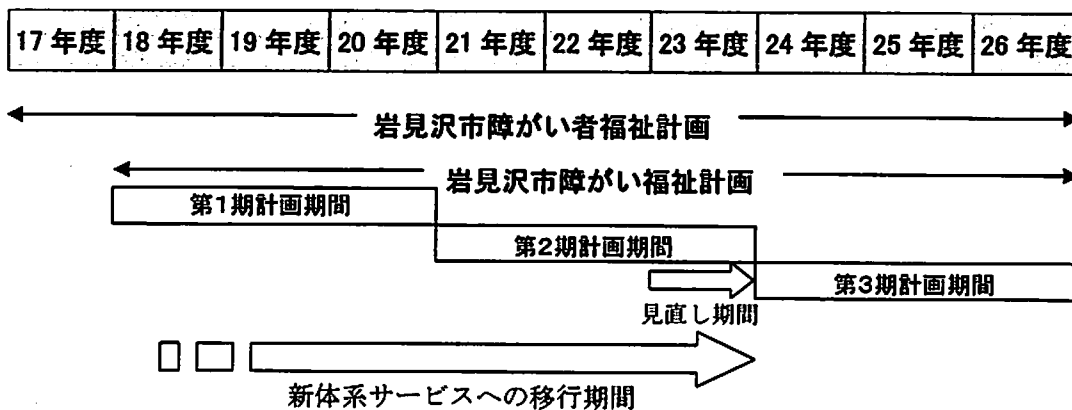 17年度 18年度 19年度 20年度 21年度 22年度 23年度 24年度 25年度 26年度
岩見沢市障がい者福祉計画
岩見沢市障がい福祉計画
第1期計画期間
第2期計画期間
第3期計画期間
見直し期間
新体系サービスへの移行期間